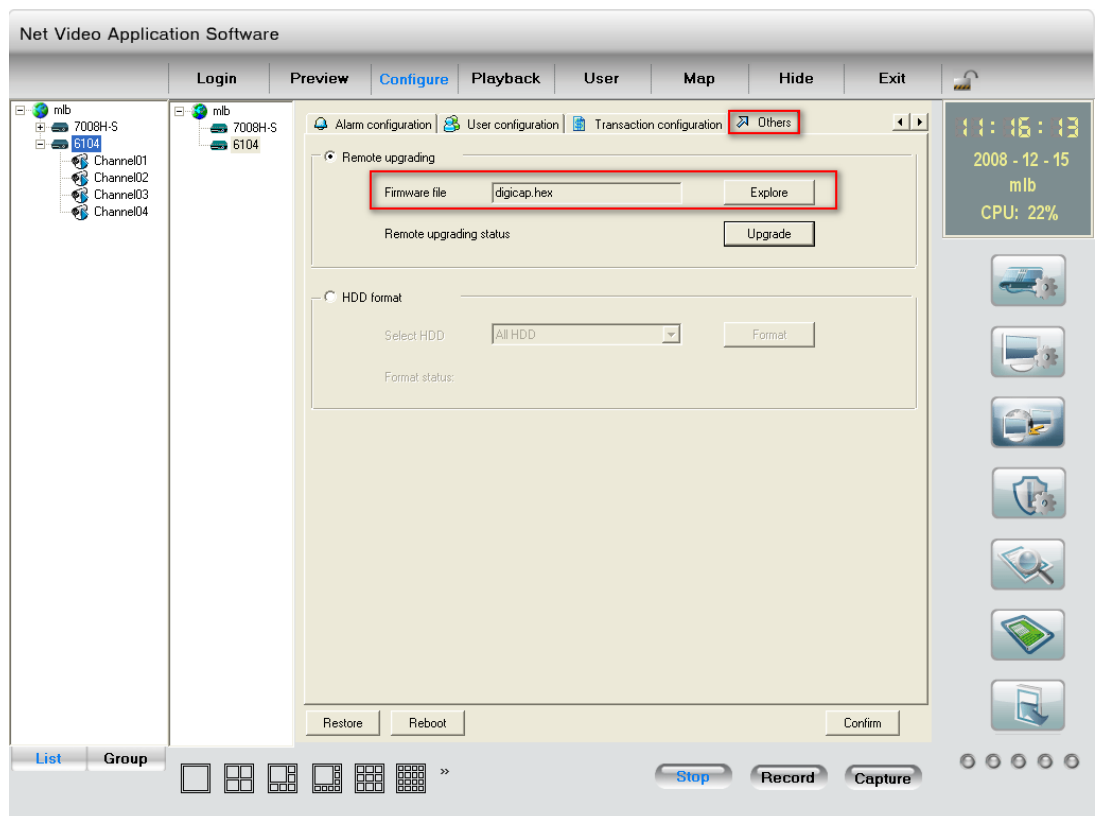 Net Video Application Software
Login Preview Configure Playback User Map Hide Exit
mlb
7008H-S
6104
Channel01
Channel02
Channel03
Channel04
mlb
7008H-S
6104
Alarm configuration User configuration Transaction configuration Others
Remote upgrading
Firmware file digicap.hex Explore
Remote upgrading status Upgrade
HDD format
Select HDD All HDD Format
Format status:
11:16:13
2008 - 12 - 15
mlb
CPU: 22%
Restore Reboot Confirm
List Group
»
Stop Record Capture